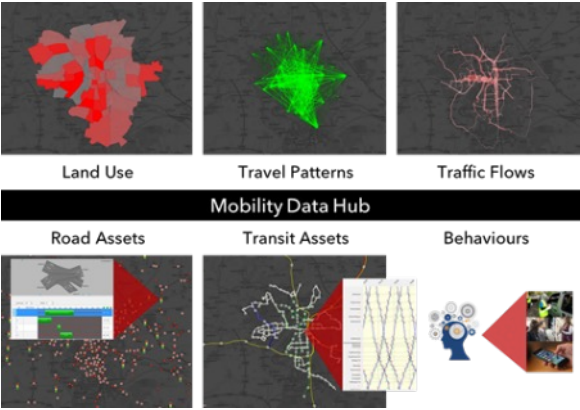 Land Use
Travel Patterns
Traffic Flows
Mobility Data Hub
Road Assets
Transit Assets
Behaviours